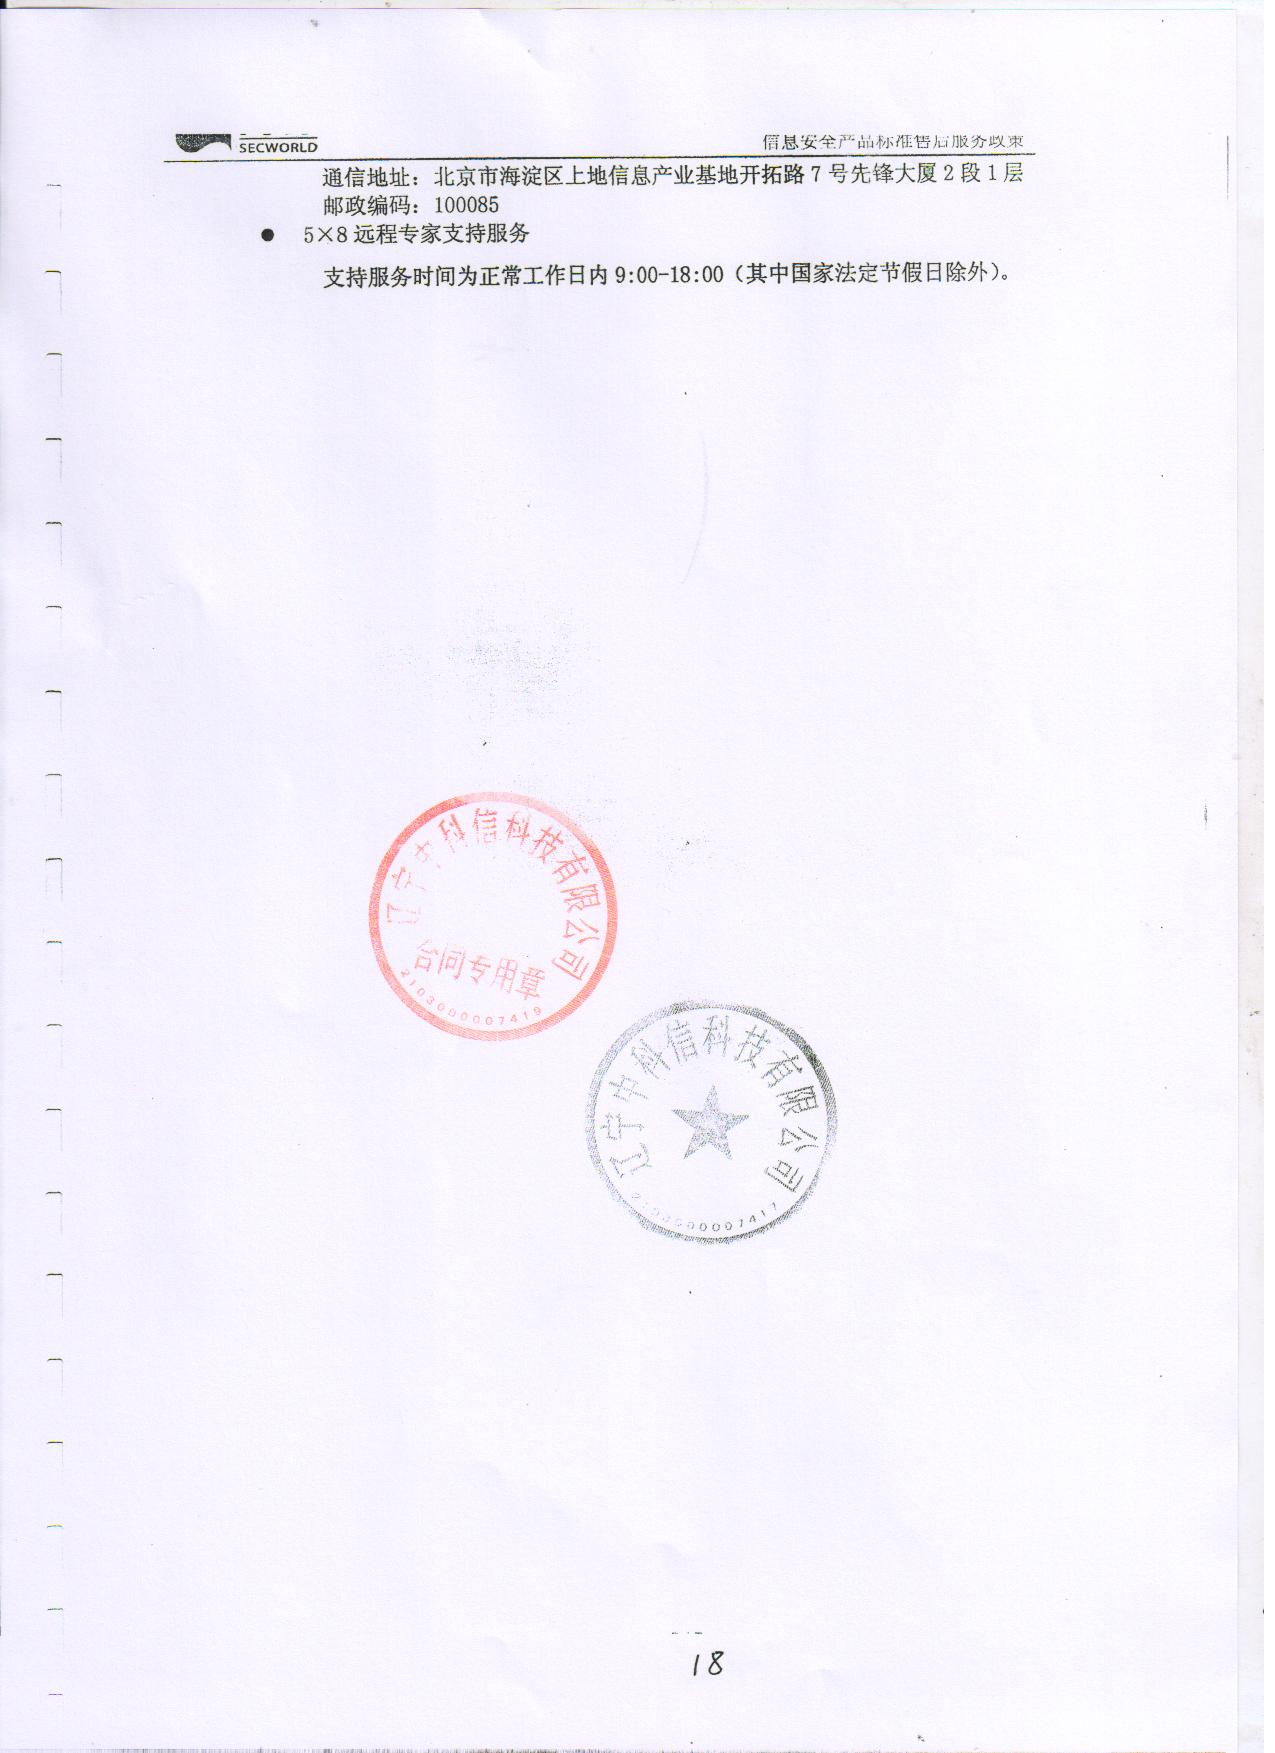 SECWORLD
信息安全产品标准售后服务政策
通信地址：北京市海淀区上地信息产业基地开拓路 7 号先锋大厦 2 段 1 层
邮政编码：100085
● 5×8 远程专家支持服务
支持服务时间为正常工作日内 9:00-18:00（其中国家法定节假日除外）。
辽宁中科信科技有限公司
合同专用章
2103000007419
辽宁中科信科技有限公司
2103000007417
18